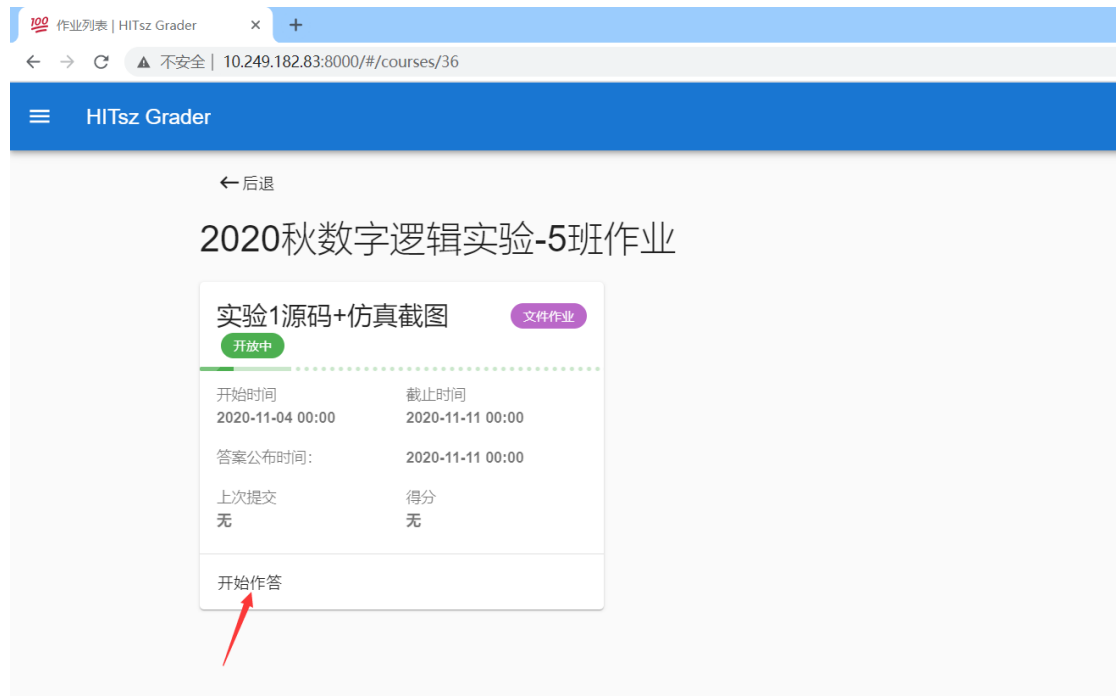 100 作业列表 | HITsz Grader × +
不安全 | 10.249.182.83:8000/#/courses/36
HITsz Grader
后退
2020秋数字逻辑实验-5班作业
实验1源码+仿真截图 文件作业
开放中
开始时间 截止时间
2020-11-04 00:00 2020-11-11 00:00
答案公布时间: 2020-11-11 00:00
上次提交 得分
无 无
开始作答